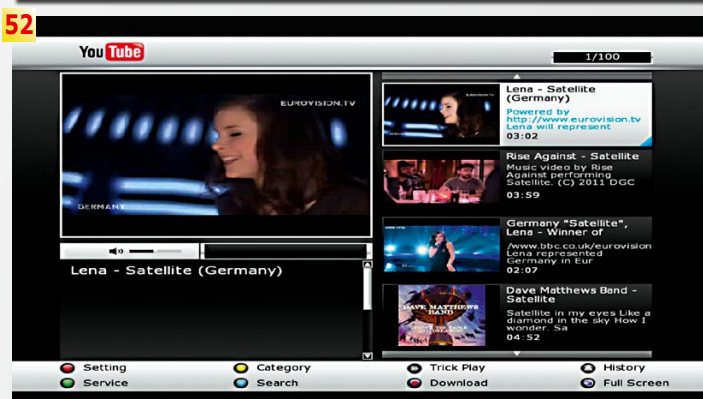 52
YouTube
1/100
EUROVISION.TV
GERMANY
Lena - Satellite (Germany)
Lena - Satellite
(Germany)
Powered by
http://www.eurovision.tv
Lena will represent
03:02
Rise Against - Satellite
Music video by Rise
Against performing
Satellite. (C) 2011 DGC
03:59
Germany "Satellite",
Lena - Winner of
/www.bbc.co.uk/eurovision
Lena represented
Germany in Eur
02:07
DAVE MATTHEWS
BAND
Dave Matthews Band -
Satellite
Satellite in my eyes Like a
diamond in the sky How I
wonder. Sa
04:52
Setting
Category
Trick Play
History
Service
Search
Download
Full Screen